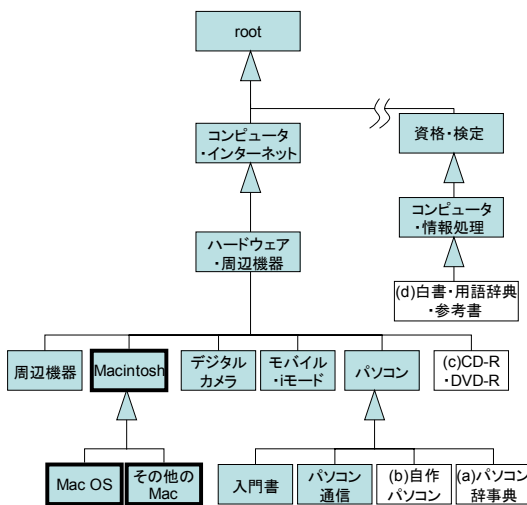 root
コンピュータ
・インターネット
資格・検定
コンピュータ
・情報処理
ハードウェア
・周辺機器
(d)白書・用語辞典
・参考書
周辺機器
Macintosh
デジタル
カメラ
モバイル
・iモード
パソコン
(c)CD-R
・DVD-R
Mac OS
その他の
Mac
入門書
パソコン
通信
(b)自作
パソコン
(a)パソコン
辞事典